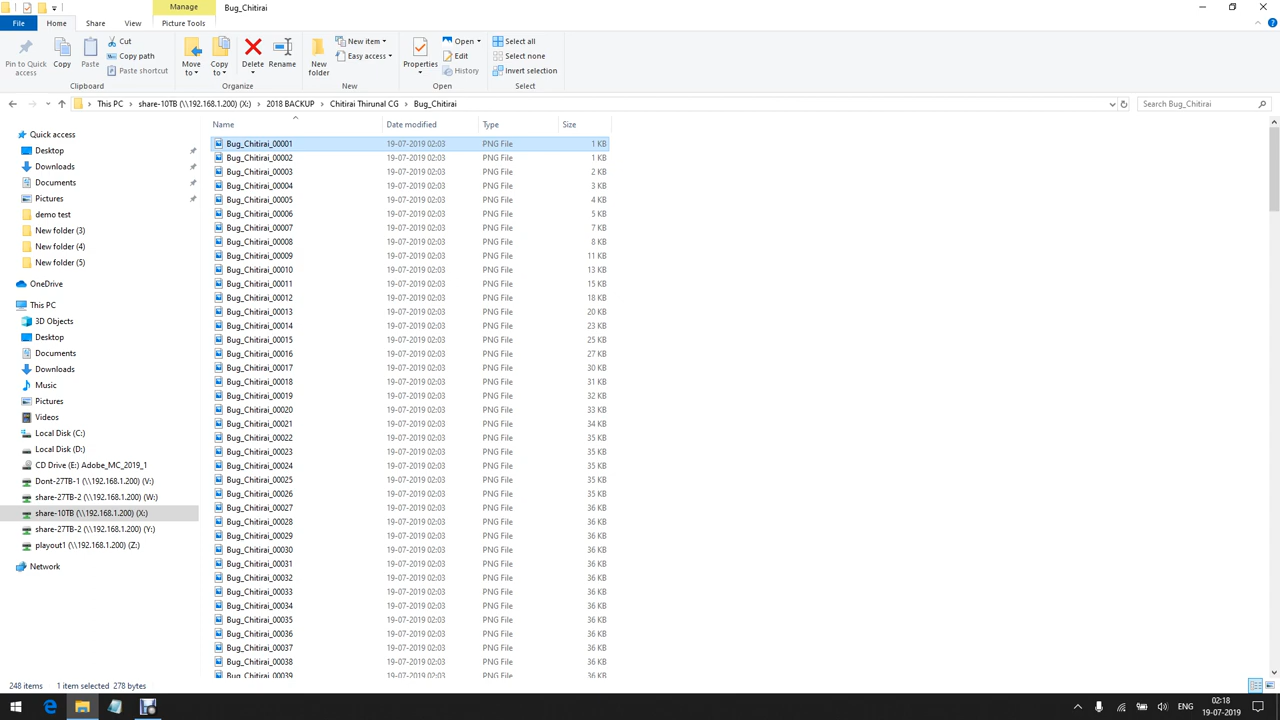 Manage
Bug_Chitirai
File
Home
Share
View
Picture Tools
Pin to Quick access
Copy
Paste
Cut
Copy path
Paste shortcut
Clipboard
Move to
Copy to
Delete
Rename
Organize
New folder
New item
Easy access
New
Properties
Open
Edit
History
Open
Select all
Select none
Invert selection
Select
This PC share-10TB (\\192.168.1.200) (X:) 2018 BACKUP Chitirai Thirunal CG Bug_Chitirai
Search Bug_Chitirai
Quick access
Desktop
Downloads
Documents
Pictures
demo test
New folder (3)
New folder (4)
New folder (5)
OneDrive
This PC
3D Objects
Desktop
Documents
Downloads
Music
Pictures
Videos
Local Disk (C:)
Local Disk (D:)
CD Drive (E:) Adobe_MC_2019_1
Dont-27TB-1 (\\192.168.1.200) (V:)
share-27TB-2 (\\192.168.1.200) (W:)
share-10TB (\\192.168.1.200) (X:)
share-27TB-2 (\\192.168.1.200) (Y:)
playout1 (\\192.168.1.200) (Z:)
Network
Name Date modified Type Size
Bug_Chitirai_00001 19-07-2019 02:03 PNG File 1 KB
Bug_Chitirai_00002 19-07-2019 02:03 PNG File 1 KB
Bug_Chitirai_00003 19-07-2019 02:03 PNG File 2 KB
Bug_Chitirai_00004 19-07-2019 02:03 PNG File 3 KB
Bug_Chitirai_00005 19-07-2019 02:03 PNG File 4 KB
Bug_Chitirai_00006 19-07-2019 02:03 PNG File 5 KB
Bug_Chitirai_00007 19-07-2019 02:03 PNG File 7 KB
Bug_Chitirai_00008 19-07-2019 02:03 PNG File 8 KB
Bug_Chitirai_00009 19-07-2019 02:03 PNG File 11 KB
Bug_Chitirai_00010 19-07-2019 02:03 PNG File 13 KB
Bug_Chitirai_00011 19-07-2019 02:03 PNG File 15 KB
Bug_Chitirai_00012 19-07-2019 02:03 PNG File 18 KB
Bug_Chitirai_00013 19-07-2019 02:03 PNG File 20 KB
Bug_Chitirai_00014 19-07-2019 02:03 PNG File 23 KB
Bug_Chitirai_00015 19-07-2019 02:03 PNG File 25 KB
Bug_Chitirai_00016 19-07-2019 02:03 PNG File 27 KB
Bug_Chitirai_00017 19-07-2019 02:03 PNG File 30 KB
Bug_Chitirai_00018 19-07-2019 02:03 PNG File 31 KB
Bug_Chitirai_00019 19-07-2019 02:03 PNG File 32 KB
Bug_Chitirai_00020 19-07-2019 02:03 PNG File 33 KB
Bug_Chitirai_00021 19-07-2019 02:03 PNG File 34 KB
Bug_Chitirai_00022 19-07-2019 02:03 PNG File 35 KB
Bug_Chitirai_00023 19-07-2019 02:03 PNG File 35 KB
Bug_Chitirai_00024 19-07-2019 02:03 PNG File 35 KB
Bug_Chitirai_00025 19-07-2019 02:03 PNG File 35 KB
Bug_Chitirai_00026 19-07-2019 02:03 PNG File 35 KB
Bug_Chitirai_00027 19-07-2019 02:03 PNG File 36 KB
Bug_Chitirai_00028 19-07-2019 02:03 PNG File 36 KB
Bug_Chitirai_00029 19-07-2019 02:03 PNG File 36 KB
Bug_Chitirai_00030 19-07-2019 02:03 PNG File 36 KB
Bug_Chitirai_00031 19-07-2019 02:03 PNG File 36 KB
Bug_Chitirai_00032 19-07-2019 02:03 PNG File 36 KB
Bug_Chitirai_00033 19-07-2019 02:03 PNG File 36 KB
Bug_Chitirai_00034 19-07-2019 02:03 PNG File 36 KB
Bug_Chitirai_00035 19-07-2019 02:03 PNG File 36 KB
Bug_Chitirai_00036 19-07-2019 02:03 PNG File 36 KB
Bug_Chitirai_00037 19-07-2019 02:03 PNG File 36 KB
Bug_Chitirai_00038 19-07-2019 02:03 PNG File 36 KB
Bug_Chitirai_00039 19-07-2019 02:03 PNG File 36 KB
248 items 1 item selected 278 bytes
ENG
02:18
19-07-2019